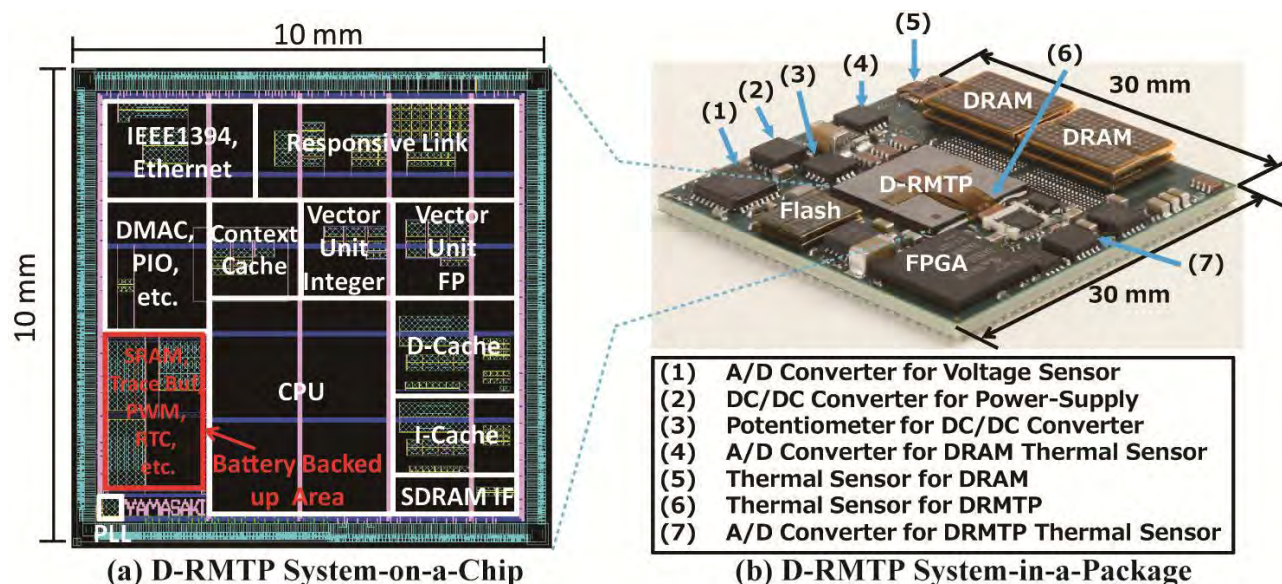 10 mm
10 mm
IEEE1394,
Ethernet
Responsive Link
DMAC,
PIO,
etc.
Context
Cache
Vector
Unit
Integer
Vector
Unit
FP
SRAM,
Trace Buf
PWM,
RTC,
etc.
CPU
D-Cache
I-Cache
Battery Backed
up Area
SDRAM IF
YAMASAKI
PLL
(a) D-RMTP System-on-a-Chip
(1)
(2)
(3)
(4)
(5)
(6)
30 mm
DRAM
DRAM
D-RMTP
Flash
FPGA
(7)
30 mm
(1) A/D Converter for Voltage Sensor
(2) DC/DC Converter for Power-Supply
(3) Potentiometer for DC/DC Converter
(4) A/D Converter for DRAM Thermal Sensor
(5) Thermal Sensor for DRAM
(6) Thermal Sensor for DRMTP
(7) A/D Converter for DRMTP Thermal Sensor
(b) D-RMTP System-in-a-Package